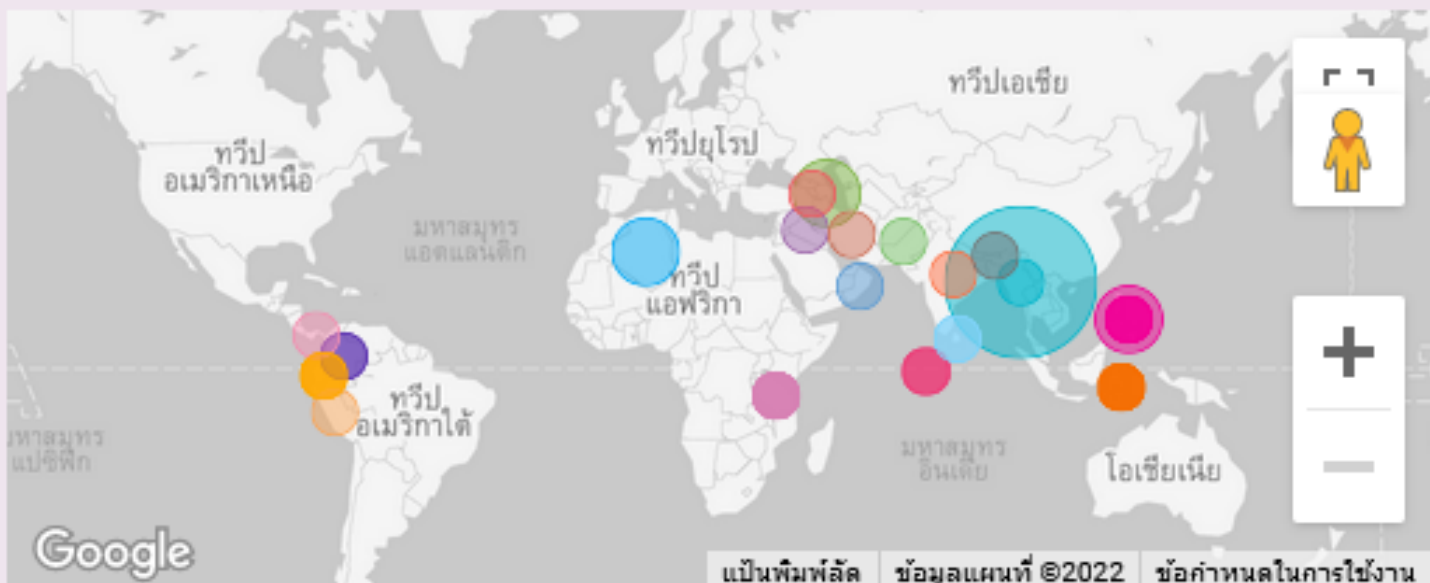 ทวีปเอเชีย
ทวีปยุโรป
ทวีป
อเมริกาเหนือ
มหาสมุทร
แอตแลนติก
ทวีป
แอฟริกา
ทวีป
อเมริกาใต้
มหาสมุทร
แปซิฟิก
มหาสมุทร
อินเดีย
โอเชียเนีย
Google
แป้นพิมพ์ลัด
ข้อมูลแผนที่ ©2022
ข้อกำหนดในการใช้งาน